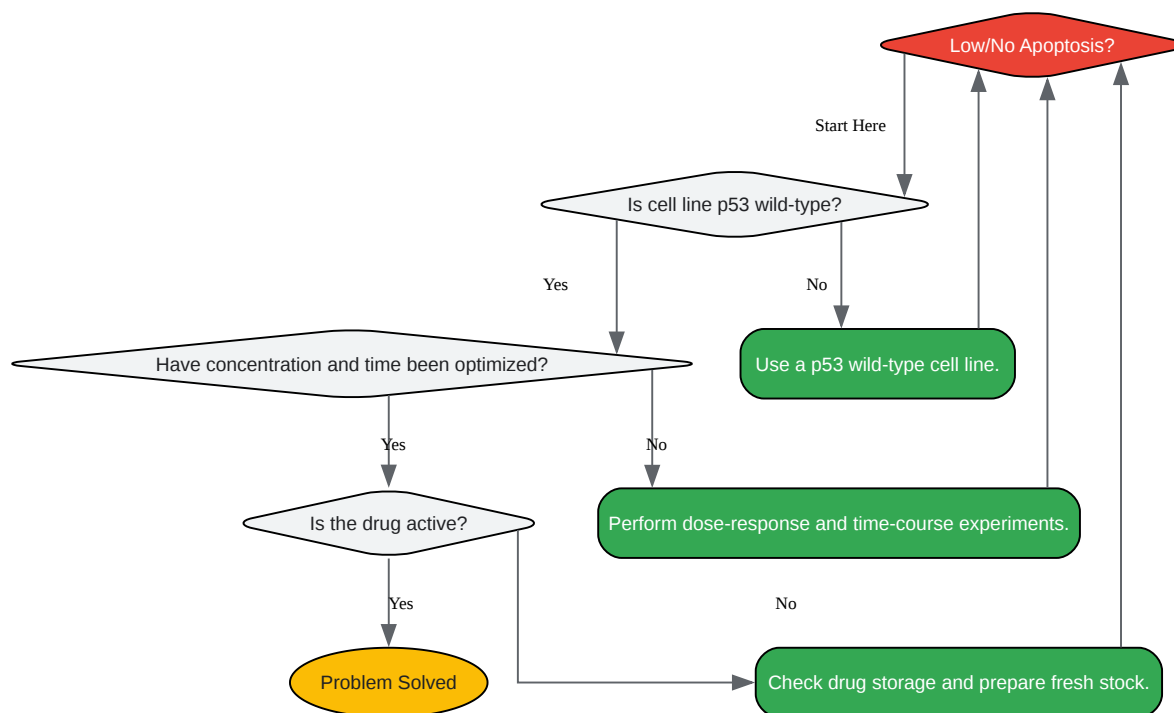 Low/No Apoptosis?
Start Here
Is cell line p53 wild-type?
Yes
No
Have concentration and time been optimized?
Use a p53 wild-type cell line.
Yes
No
Is the drug active?
Perform dose-response and time-course experiments.
Yes
No
Problem Solved
Check drug storage and prepare fresh stock.